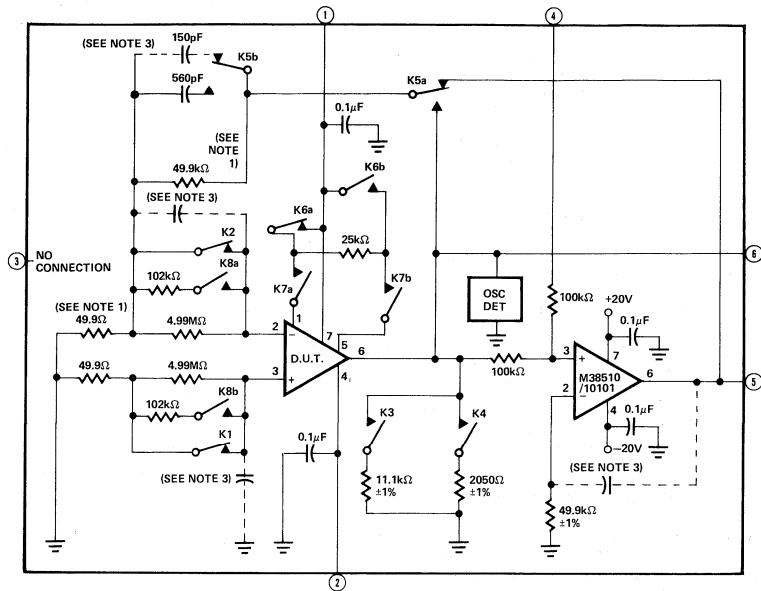 1
4
(SEE NOTE 3)
150pF
K5b
560pF
K5a
0.1μF
(SEE
NOTE
1)
49.9kΩ
K6b
(SEE NOTE 3)
K6a
K2
25kΩ
3
NO
CONNECTION
K8a
6
102kΩ
K7a
K7b
OSC
DET
100kΩ
+20V
(SEE NOTE 1)
49.9Ω
4.99MΩ
0.1μF
1
2
−
7
5
D.U.T.
6
3
+
4
49.9Ω
4.99MΩ
100kΩ
3
+
7
M38510
/10101
6
5
2
−
4
102kΩ
K8b
K3
K4
0.1μF
K1
0.1μF
−20V
(SEE NOTE 3)
(SEE NOTE 3)
11.1kΩ
±1%
2050Ω
±1%
49.9kΩ
±1%
2